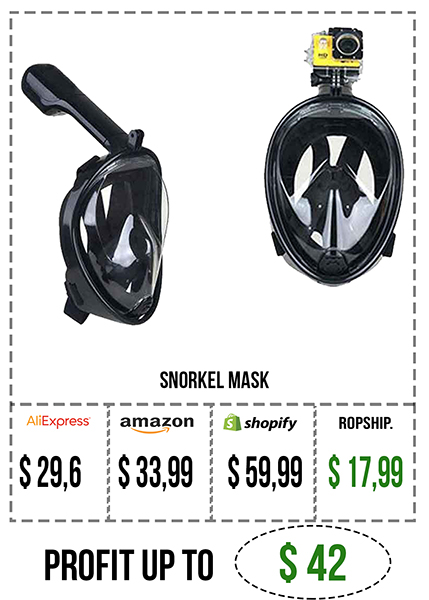 SNORKEL MASK
AliExpress amazon shopify ROPSHIP.
$ 29,6 $ 33,99 $ 59,99 $ 17,99
PROFIT UP TO $ 42